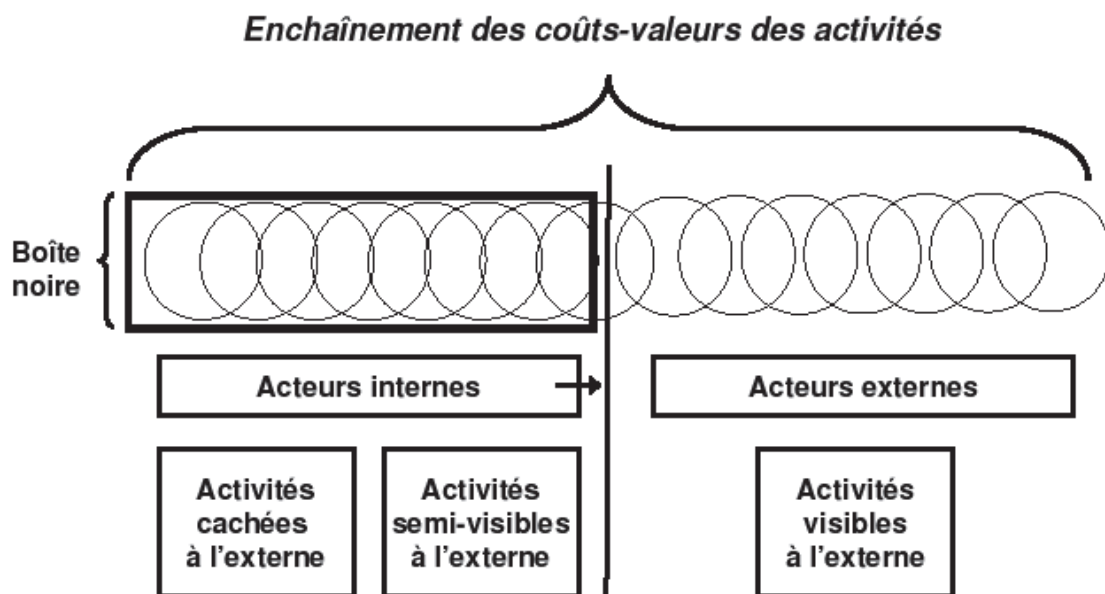 Enchaînement des coûts-valeurs des activités
Boîte
noire
Acteurs internes
Acteurs externes
Activités
cachées
à l'externe
Activités
semi-visibles
à l'externe
Activités
visibles
à l'externe